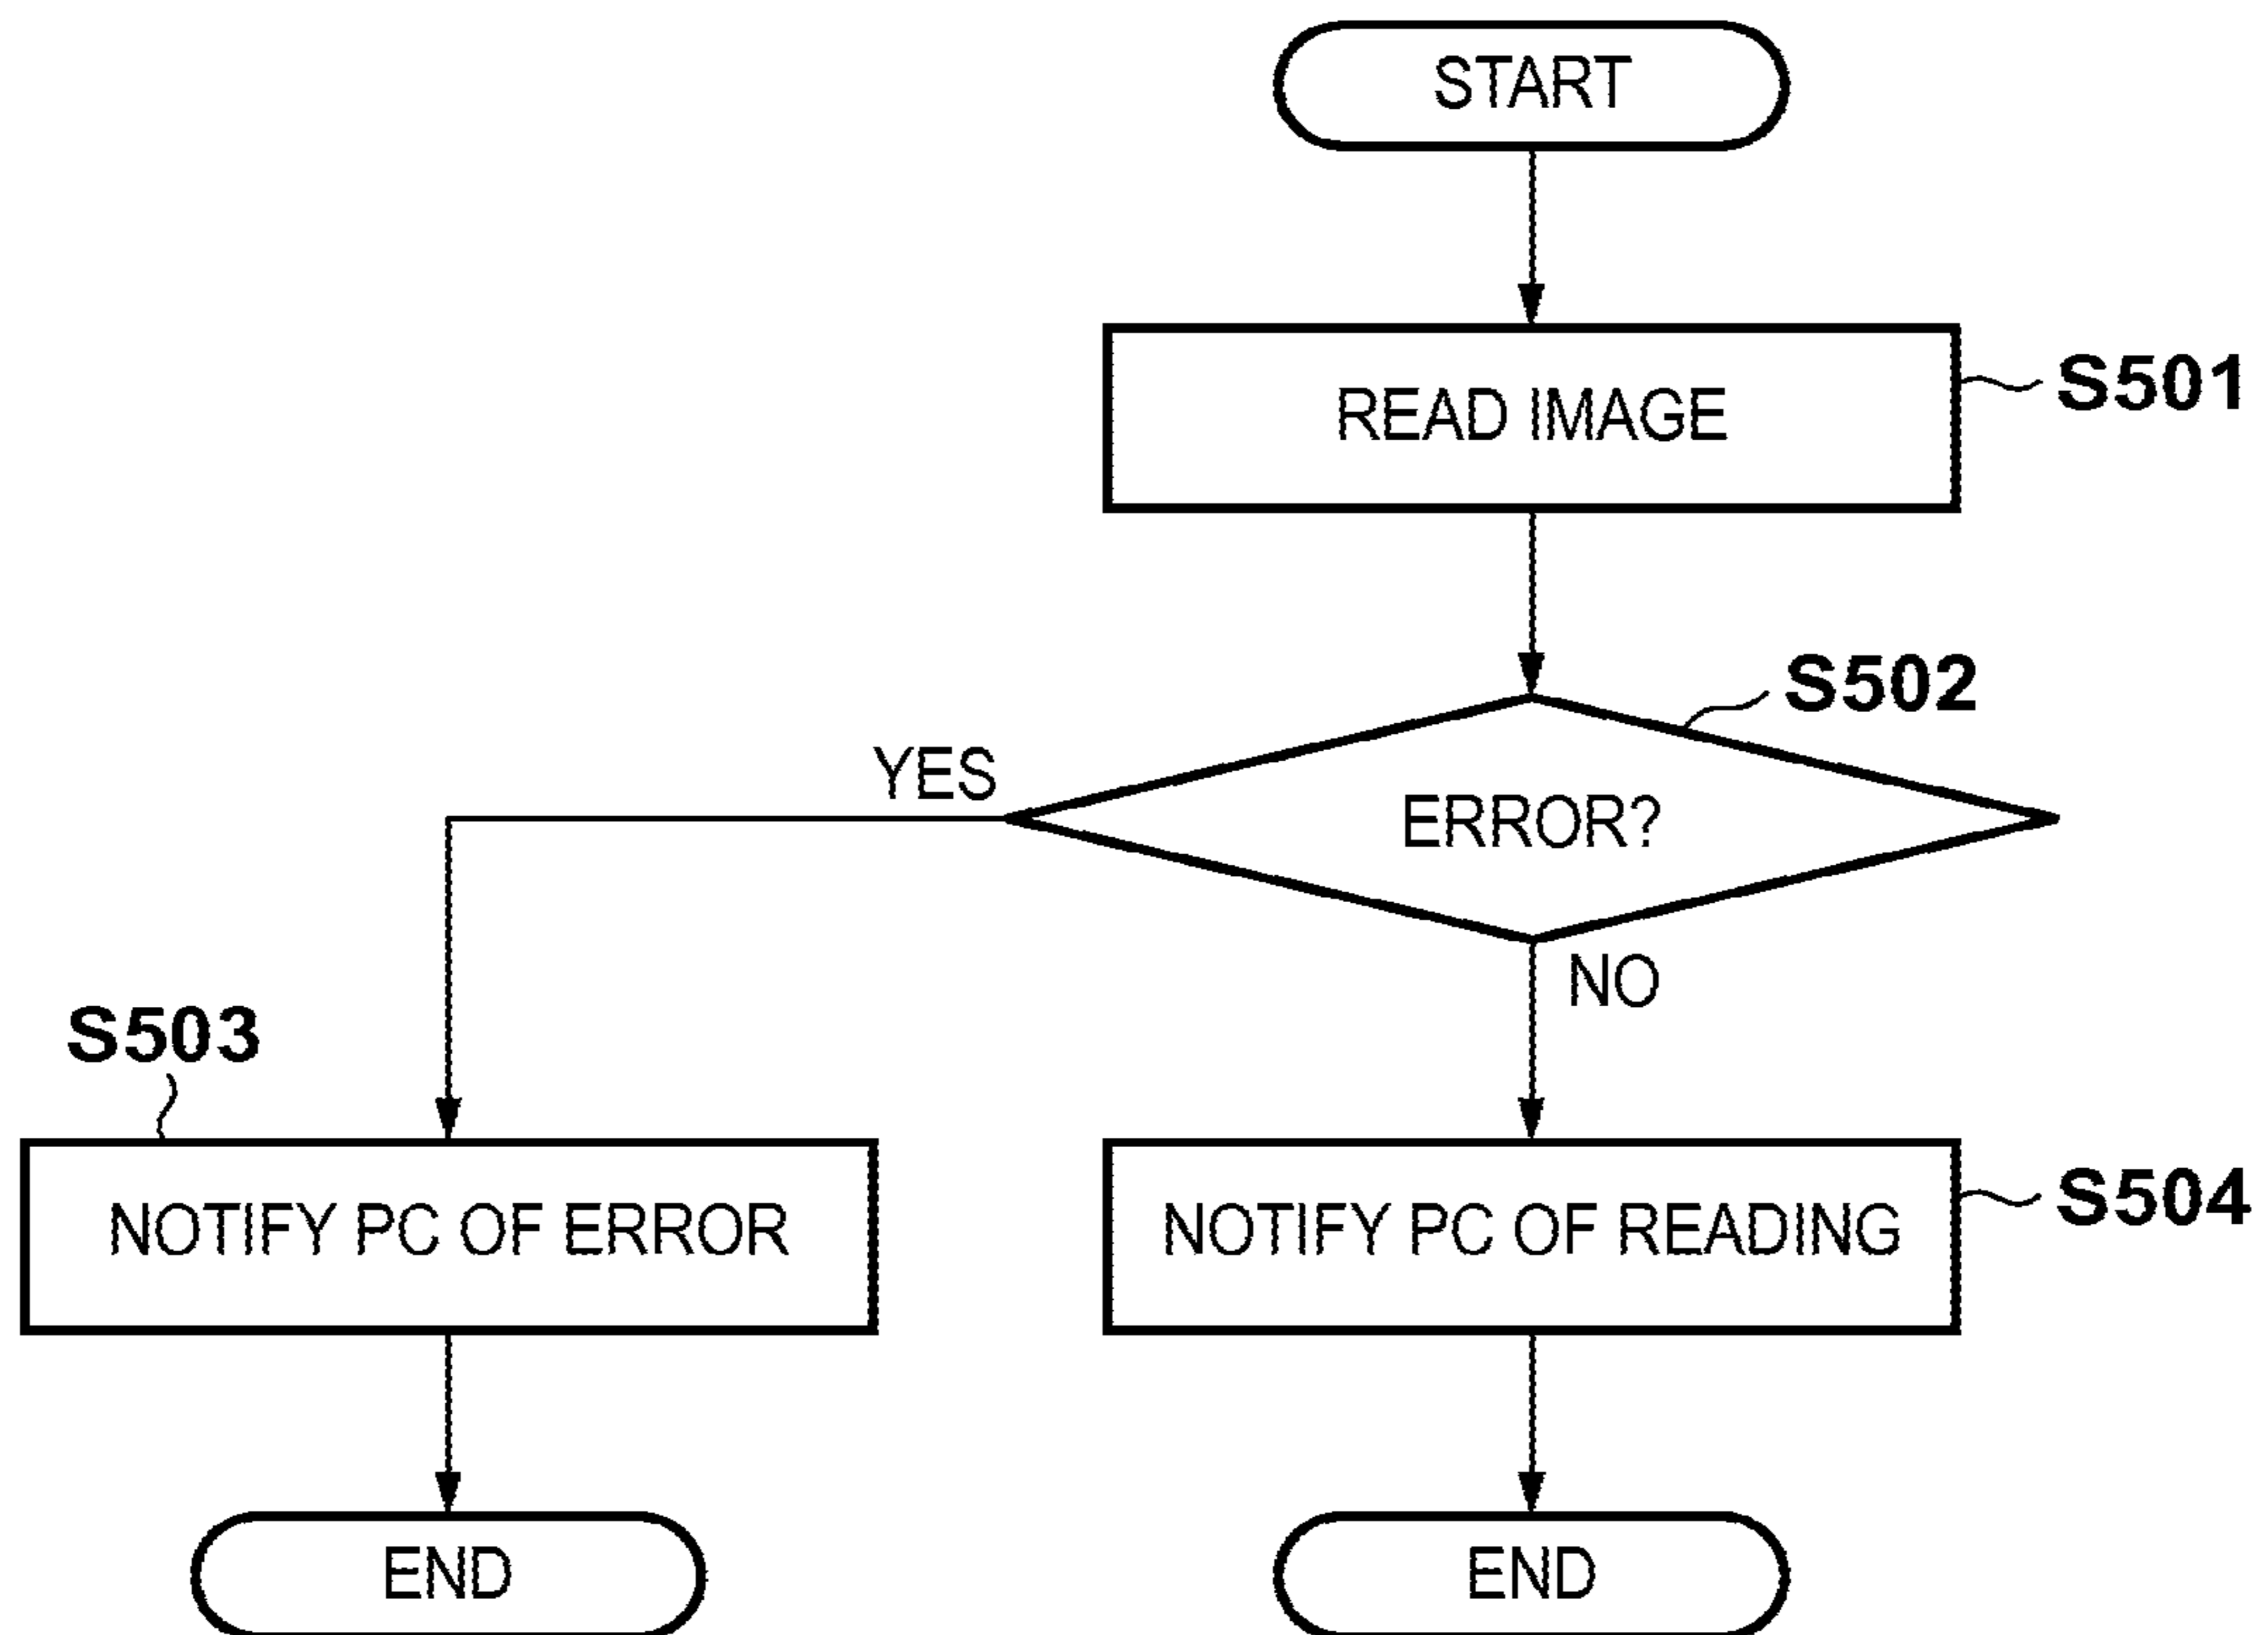 START
READ IMAGE
S501
S502
YES
ERROR?
NO
S503
NOTIFY PC OF ERROR
NOTIFY PC OF READING
S504
END
END